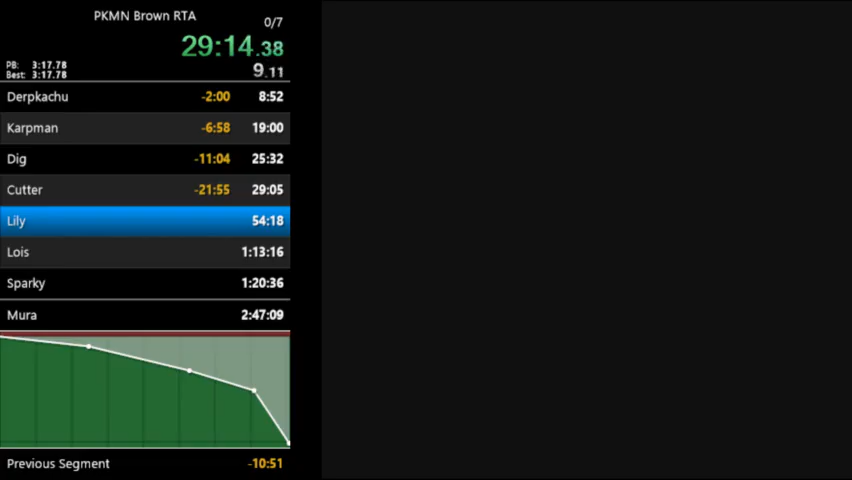 PKMN Brown RTA
0/7
29:14.38
PB: 3:17.78
Best: 3:17.78
9.11
Derpkachu -2:00 8:52
Karpman -6:58 19:00
Dig -11:04 25:32
Cutter -21:55 29:05
Lily 54:18
Lois 1:13:16
Sparky 1:20:36
Mura 2:47:09
Previous Segment -10:51